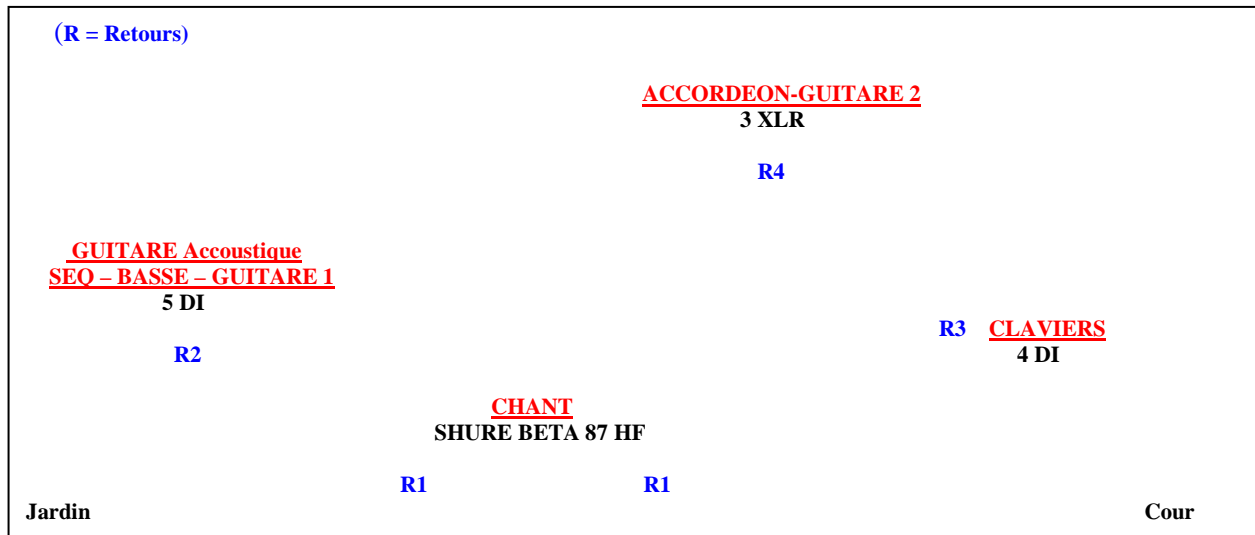 (R = Retours)
ACCORDEON-GUITARE 2
3 XLR
R4
GUITARE Accoustique
SEQ – BASSE – GUITARE 1
5 DI
R2
R3 CLAVIERS
4 DI
CHANT
SHURE BETA 87 HF
R1 R1
Jardin Cour